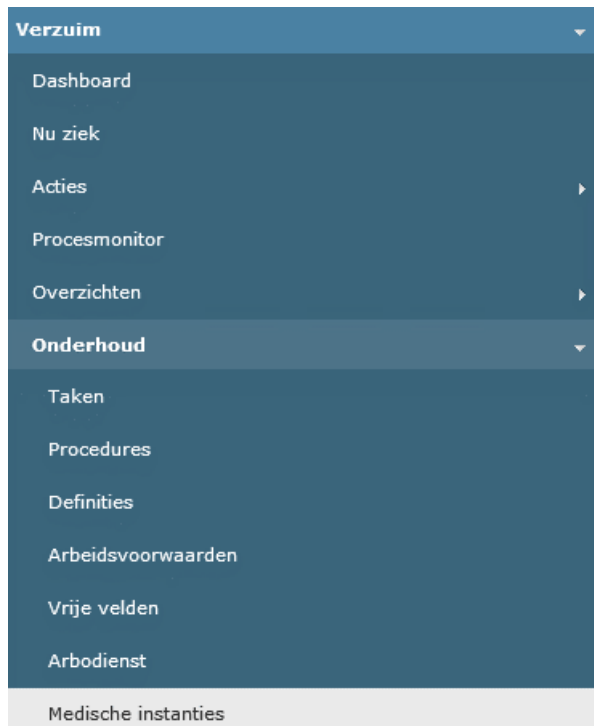 Verzuim
Dashboard
Nu ziek
Acties
Procesmonitor
Overzichten
Onderhoud
Taken
Procedures
Definities
Arbeidsvoorwaarden
Vrije velden
Arbodienst
Medische instanties